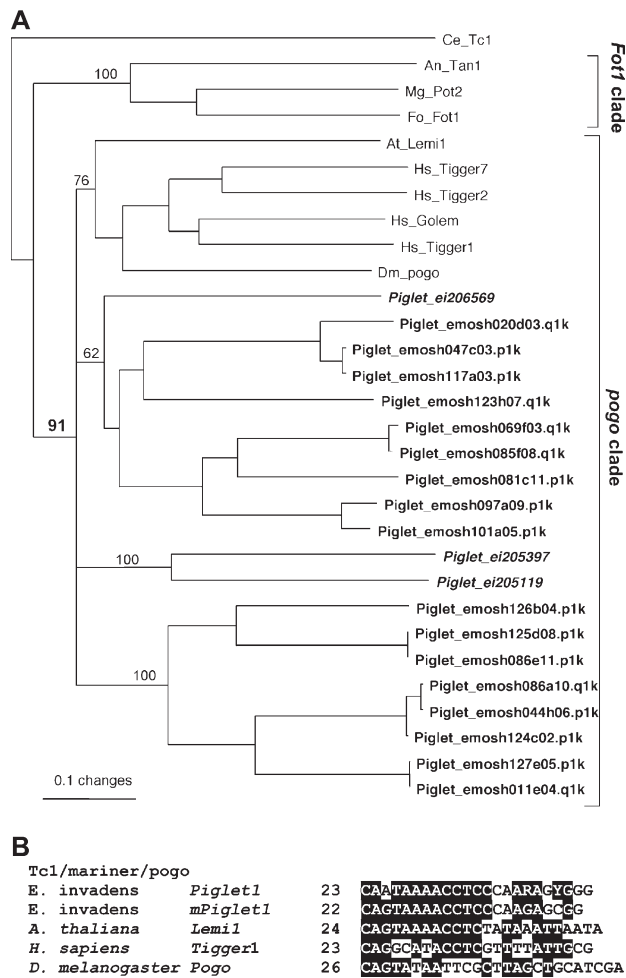 A
Ce_Tc1
An_Tan1
100
Mg_Pot2
Fo_Fot1
Fot1 clade
At_Lemi1
76
Hs_Tigger7
Hs_Tigger2
Hs_Golem
Hs_Tigger1
Dm_pogo
Piglet_ei206569
Piglet_emosh020d03.q1k
62
Piglet_emosh047c03.p1k
Piglet_emosh117a03.p1k
Piglet_emosh123h07.q1k
pogo clade
91
Piglet_emosh069f03.q1k
Piglet_emosh085f08.q1k
Piglet_emosh081c11.p1k
Piglet_emosh097a09.p1k
Piglet_emosh101a05.p1k
100
Piglet_ei205397
Piglet_ei205119
Piglet_emosh126b04.p1k
Piglet_emosh125d08.p1k
Piglet_emosh086e11.p1k
100
Piglet_emosh086a10.q1k
Piglet_emosh044h06.p1k
Piglet_emosh124c02.p1k
Piglet_emosh127e05.p1k
Piglet_emosh011e04.q1k
0.1 changes
B
Tc1/mariner/pogo
E. invadens Piglet1 23 CAATAAAACCTCCCAARAGYGGG
E. invadens mPiglet1 22 CAGTAAAACCTCCCAAGAGCGG
A. thaliana Lemi1 24 CAGTAAAACCTCTATAAATTAATA
H. sapiens Tigger1 23 CAGGCATACCTCGTTTTATTGCG
D. melanogaster Pogo 26 CAGTATAATTCGCTTAGCTGCATCGA